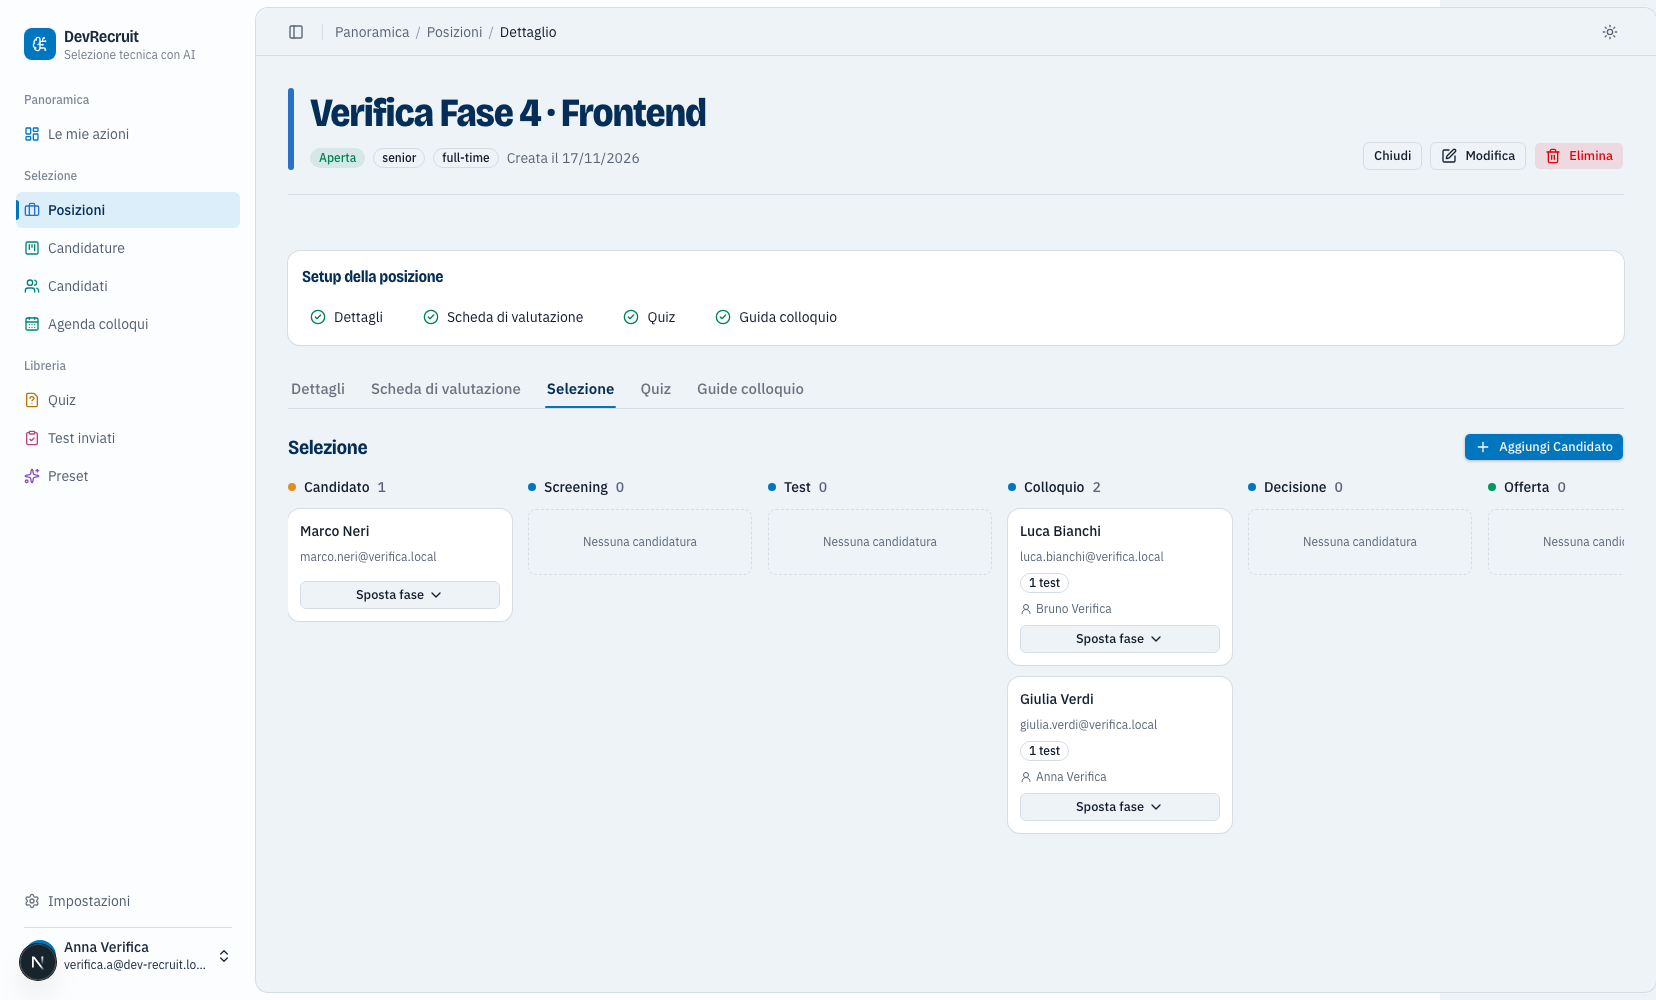 DevRecruit
Selezione tecnica con AI
Panoramica
Le mie azioni
Selezione
Posizioni
Candidature
Candidati
Agenda colloqui
Libreria
Quiz
Test inviati
Preset
Impostazioni
N
Anna Verifica
verifica.a@dev-recruit.lo...
Panoramica / Posizioni / Dettaglio
Verifica Fase 4 · Frontend
Aperta senior full-time Creata il 17/11/2026
Chiudi Modifica Elimina
Setup della posizione
Dettagli Scheda di valutazione Quiz Guida colloquio
Dettagli Scheda di valutazione Selezione Quiz Guide colloquio
Selezione
Aggiungi Candidato
Candidato 1
Marco Neri
marco.neri@verifica.local
Sposta fase
Screening 0
Nessuna candidatura
Test 0
Nessuna candidatura
Colloquio 2
Luca Bianchi
luca.bianchi@verifica.local
1 test
Bruno Verifica
Sposta fase
Giulia Verdi
giulia.verdi@verifica.local
1 test
Anna Verifica
Sposta fase
Decisione 0
Nessuna candidatura
Offerta 0
Nessuna candic